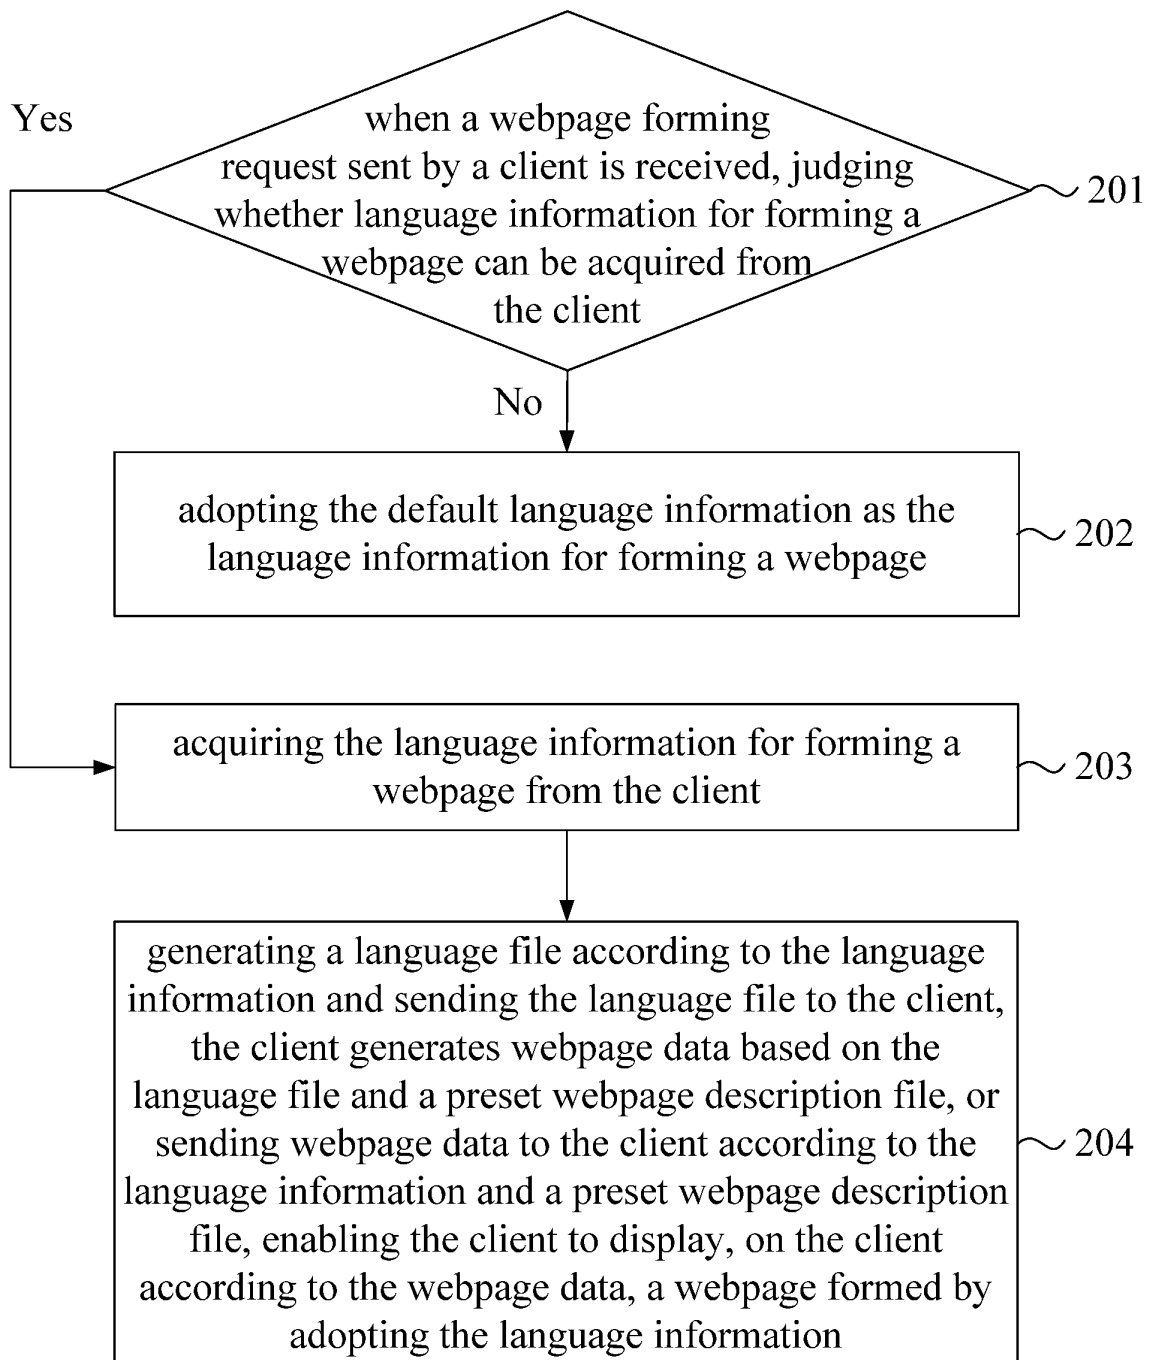 Yes
when a webpage forming
request sent by a client is received, judging
whether language information for forming a
webpage can be acquired from
the client
201
No
adopting the default language information as the
language information for forming a webpage
202
acquiring the language information for forming a
webpage from the client
203
generating a language file according to the language
information and sending the language file to the client,
the client generates webpage data based on the
language file and a preset webpage description file, or
sending webpage data to the client according to the
language information and a preset webpage description
file, enabling the client to display, on the client
according to the webpage data, a webpage formed by
adopting the language information
204